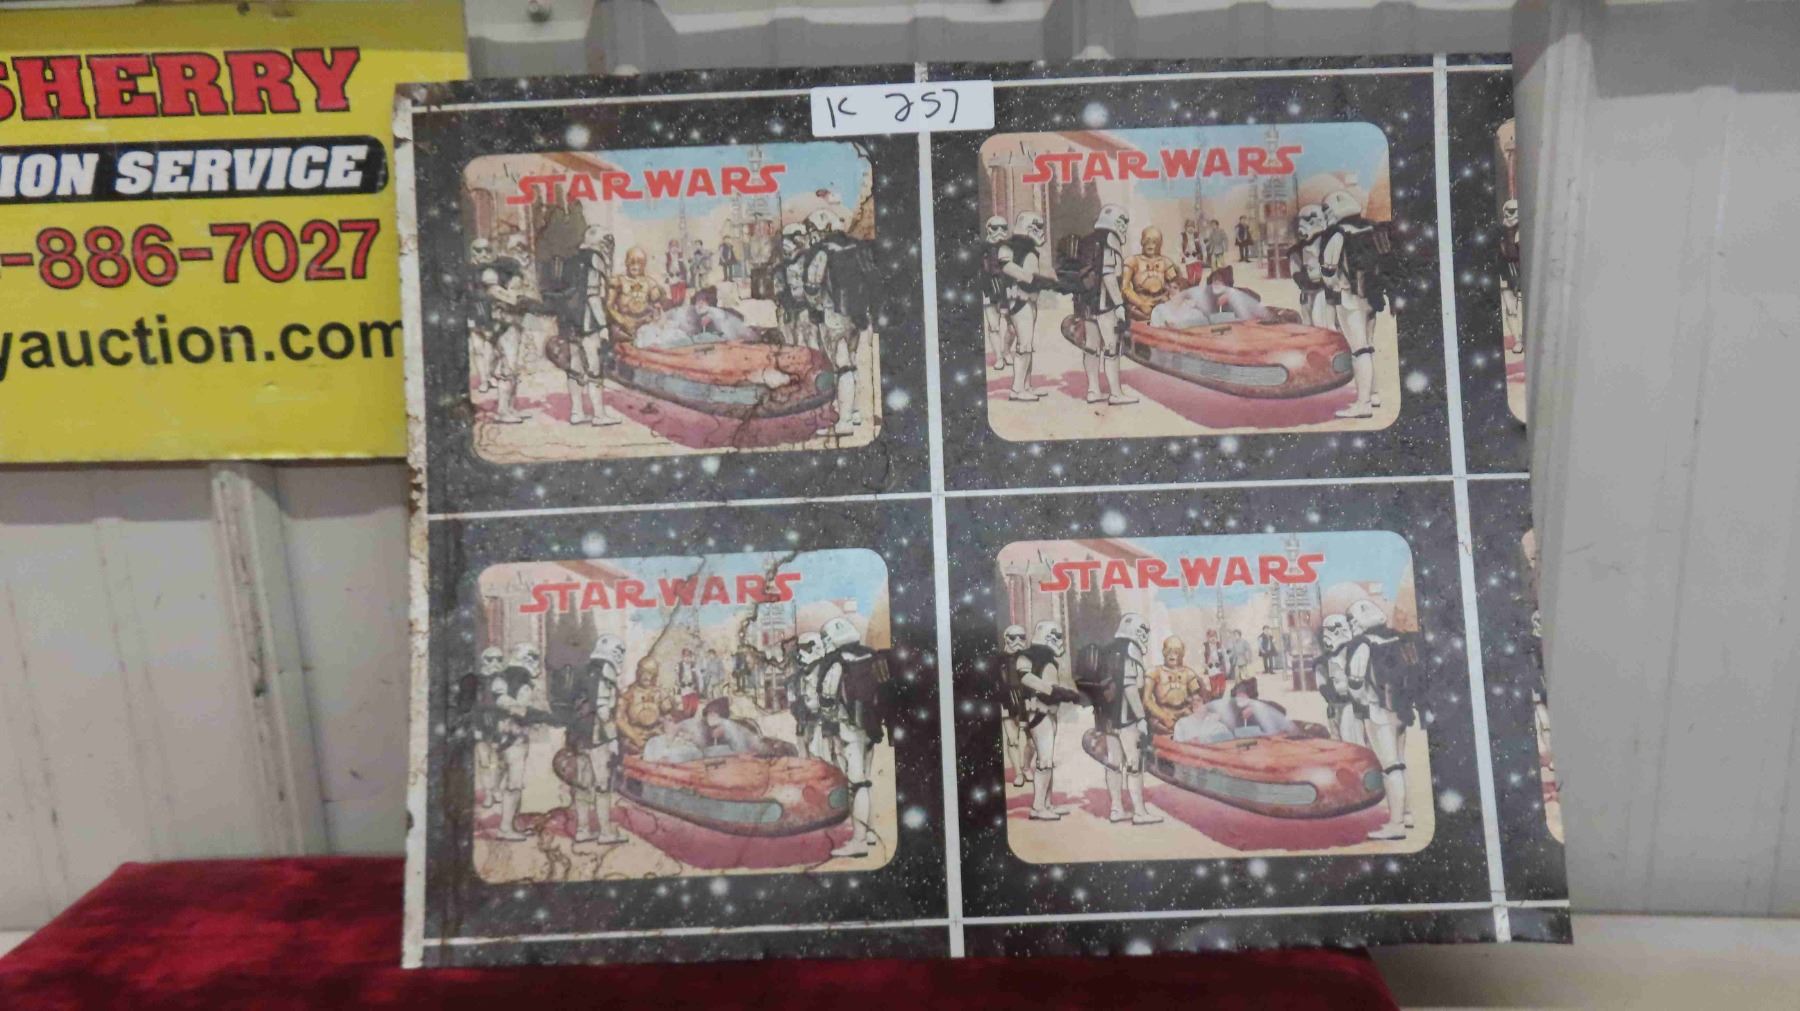 SHERRY
ION SERVICE
-886-7027
yauction.com
K 257
STAR WARS
STAR WARS
STAR WARS
STAR WARS